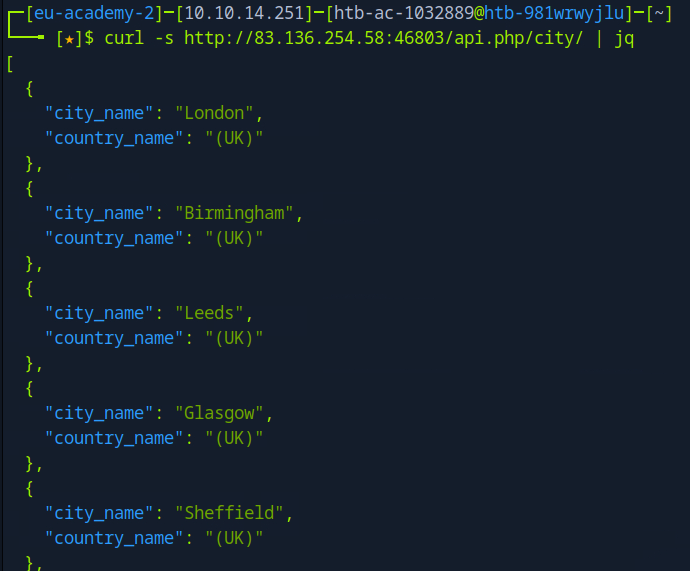 [eu-academy-2]─[10.10.14.251]─[htb-ac-1032889@htb-981wrwyjlu]─[~]
[★]$ curl -s http://83.136.254.58:46803/api.php/city/ | jq
[
  {
    "city_name": "London",
    "country_name": "(UK)"
  },
  {
    "city_name": "Birmingham",
    "country_name": "(UK)"
  },
  {
    "city_name": "Leeds",
    "country_name": "(UK)"
  },
  {
    "city_name": "Glasgow",
    "country_name": "(UK)"
  },
  {
    "city_name": "Sheffield",
    "country_name": "(UK)"
  },